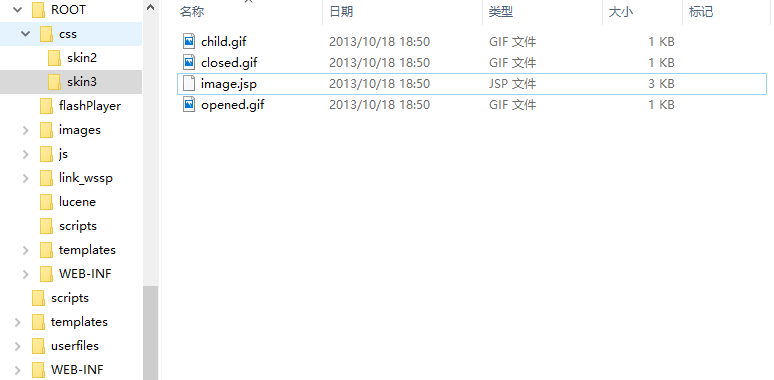 ROOT
css
skin2
skin3
flashPlayer
images
js
link_wssp
lucene
scripts
templates
WEB-INF
scripts
templates
userfiles
WEB-INF
名称 日期 类型 大小 标记
child.gif 2013/10/18 18:50 GIF 文件 1 KB
closed.gif 2013/10/18 18:50 GIF 文件 1 KB
image.jsp 2013/10/18 18:50 JSP 文件 3 KB
opened.gif 2013/10/18 18:50 GIF 文件 1 KB